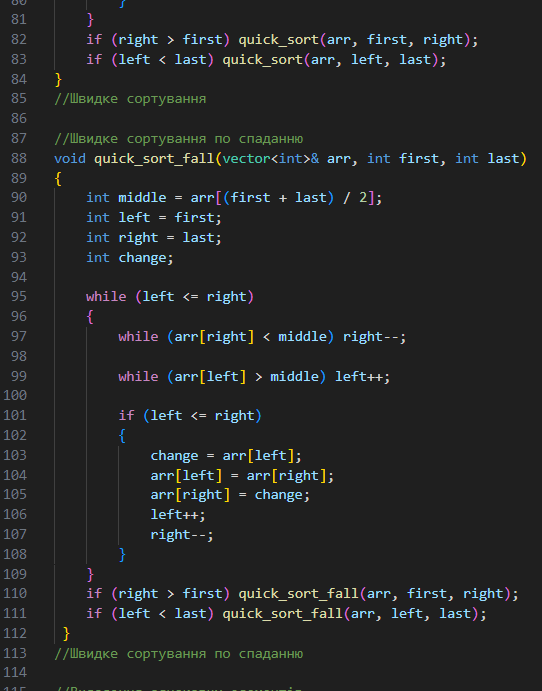 80 }
81 }
82 if (right > first) quick_sort(arr, first, right);
83 if (left < last) quick_sort(arr, left, last);
84 }
85 //Швидке сортування
86
87 //Швидке сортування по спаданню
88 void quick_sort_fall(vector<int>& arr, int first, int last)
89 {
90 int middle = arr[(first + last) / 2];
91 int left = first;
92 int right = last;
93 int change;
94
95 while (left <= right)
96 {
97 while (arr[right] < middle) right--;
98
99 while (arr[left] > middle) left++;
100
101 if (left <= right)
102 {
103 change = arr[left];
104 arr[left] = arr[right];
105 arr[right] = change;
106 left++;
107 right--;
108 }
109 }
110 if (right > first) quick_sort_fall(arr, first, right);
111 if (left < last) quick_sort_fall(arr, left, last);
112 }
113 //Швидке сортування по спаданню
114
115